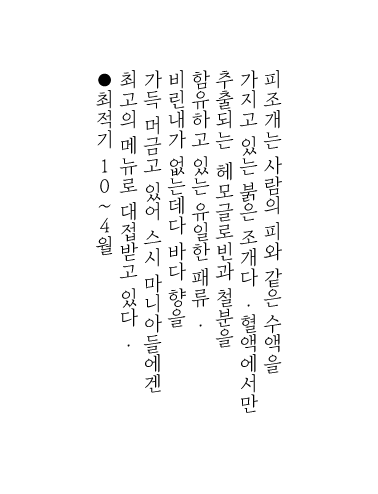 피조개는 사람의 피와 같은 수액을
가지고 있는 붉은 조개다. 혈액에서만
추출되는 헤모글로빈과 철분을
함유하고 있는 유일한 패류.
비린내가 없는데다 바다 향을
가득 머금고 있어 스시 마니아들에겐
최고의 메뉴로 대접받고 있다.
●최적기 10~4월